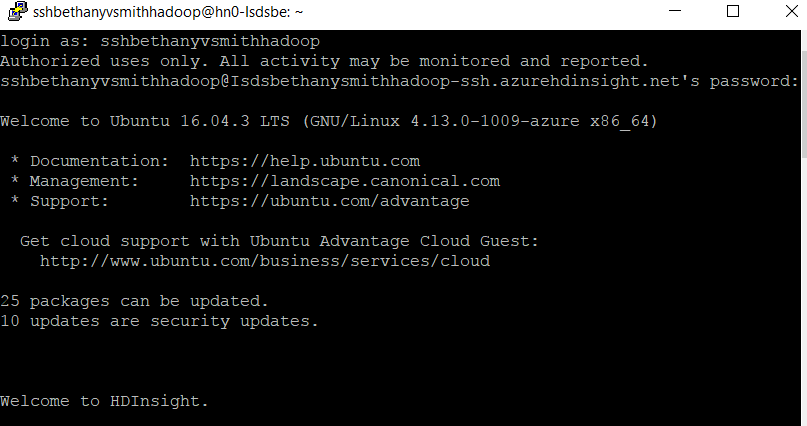 sshbethanyvsmithhadoop@hn0-lsdsbe: ~
login as: sshbethanyvsmithhadoop
Authorized uses only. All activity may be monitored and reported.
sshbethanyvsmithhadoop@Isdsbethanysmithhadoop-ssh.azurehdinsight.net's password:
Welcome to Ubuntu 16.04.3 LTS (GNU/Linux 4.13.0-1009-azure x86_64)
* Documentation:  https://help.ubuntu.com
* Management:     https://landscape.canonical.com
* Support:        https://ubuntu.com/advantage
Get cloud support with Ubuntu Advantage Cloud Guest:
http://www.ubuntu.com/business/services/cloud
25 packages can be updated.
10 updates are security updates.
Welcome to HDInsight.